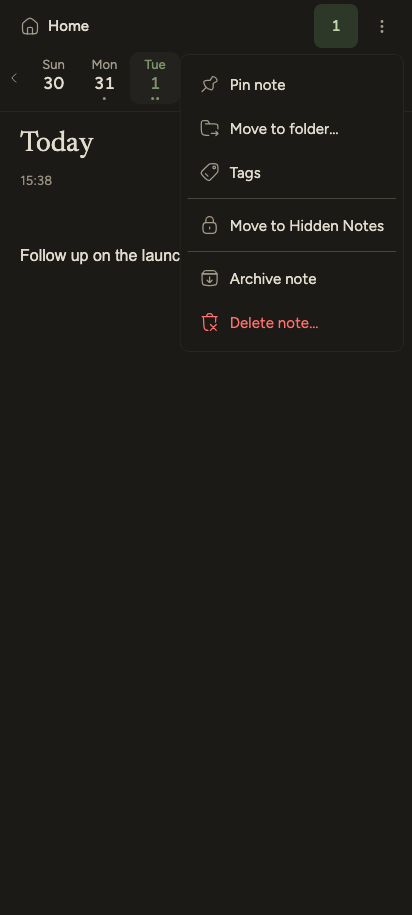 Home
1
Sun
30
Mon
31
Tue
1
Today
15:38
Follow up on the launc
Pin note
Move to folder...
Tags
Move to Hidden Notes
Archive note
Delete note...